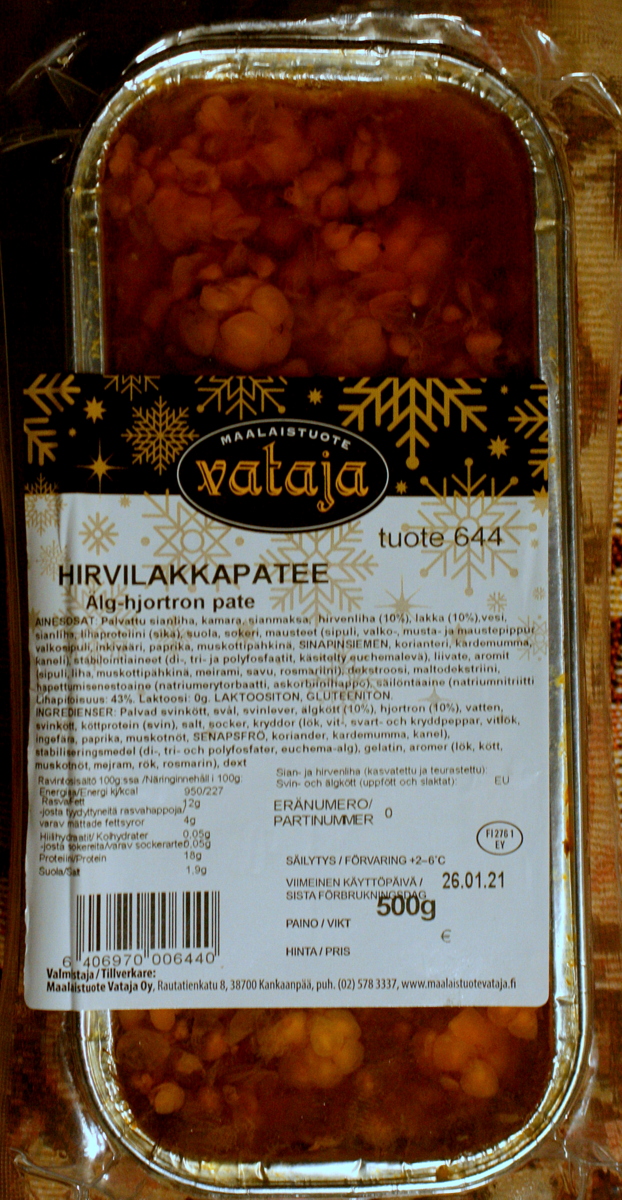 MAALAISTUOTE
vataja
tuote 644
HIRVILAKKAPATEE
Älg-hjortron pate
AINESOSAT: Palvattu sianliha, kamara, sianmaksa, hirvenliha (10%), lakka (10%),vesi,
sianliha, lihaproteiini (sika), suola, sokeri, mausteet (sipuli, valko-, musta- ja maustepippuri
valkosipuli, inkivääri, paprika, muskottipähkinä, SINAPINSIEMEN, korianteri, kardemumma,
kaneli), stabilointiaineet (di-, tri- ja polyfosfaatit, käsitelty euchemalevä), liivate, aromit
(sipuli, liha, muskottipähkinä, meirami, savu, rosmariini), dekstroosi, maltodekstriini,
hapettumisenestoaine (natriumerytorbaatti, askorbiinihappo), säilöntäaine (natriumnitriitti)
Lihapitoisuus: 43%. Laktoosi: 0g. LAKTOOSITON, GLUTEENITON.
INGREDIENSER: Palvad svinkött, svål, svinlever, älgkött (10%), hjortron (10%), vatten,
svinkött, köttprotein (svin), salt, socker, kryddor (lök, vit-, svart- och kryddpeppar, vitlök,
ingefära, paprika, muskotnöt, SENAPSFRÖ, koriander, kardemumma, kanel),
stabiliseringsmedel (di-, tri- och polyfosfater, euchema-alg), gelatin, aromer (lök, kött,
muskotnöt, mejram, rök, rosmarin), dext
Ravintosisältö 100g:ssa /Näringinnehåll i 100g:
Energiaa/Energi kj/kcal 950/227
Rasva/Fett 12g
-josta tyydyttyneitä rasvahappoja/
varav mättade fettsyror 4g
Hiilihydraatit/ Kolhydrater 0,05g
-josta sokereita/varav sockerarter 0,05g
Proteiini/Protein 18g
Suola/Salt 1,9g
Sian- ja hirvenliha (kasvatettu ja teurastettu):
Svin- och älgkött (uppfött och slaktat): EU
ERÄNUMERO/
PARTINUMMER 0
FI 276 1
EY
SÄILYTYS / FÖRVARING +2–6°C
VIIMEINEN KÄYTTÖPÄIVÄ /
SISTA FÖRBRUKNINGSDAG 26.01.21
PAINO / VIKT 500g
HINTA / PRIS €
6 406970 006440
Valmistaja / Tillverkare:
Maalaistuote Vataja Oy, Rautatienkatu 8, 38700 Kankaanpää, puh. (02) 578 3337, www.maalaistuotevataja.fi